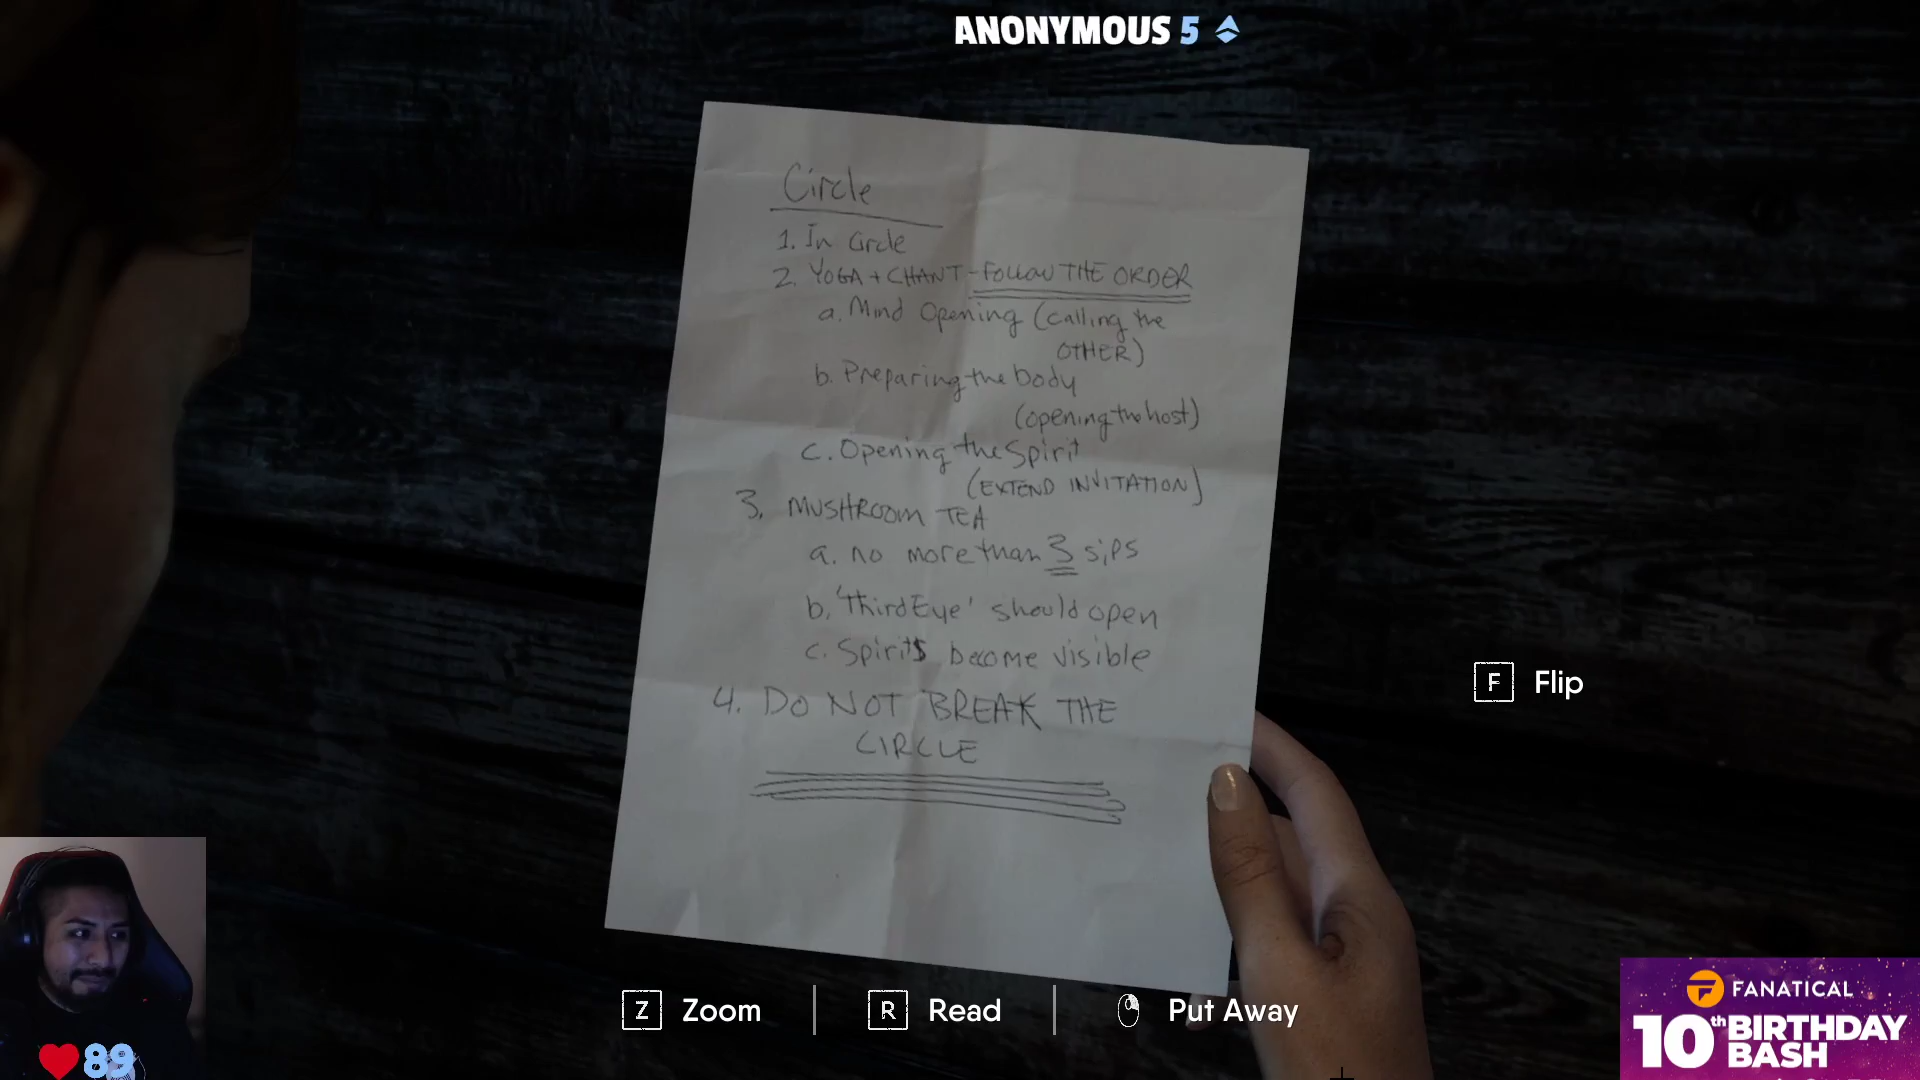 ANONYMOUS 5
Circle
1. In Circle
2. YOGA + CHANT - FOLLOW THE ORDER
a. Mind Opening (calling the
OTHER)
b. Preparing the body
(opening the host)
c. Opening the Spirit
(EXTEND INVITATION)
3. MUSHROOM TEA
a. no more than 3 sips
b. 'Third Eye' should open
c. Spirits become visible
4. DO NOT BREAK THE
CIRCLE
F Flip
Z Zoom
R Read
Put Away
89
FANATICAL
10th BIRTHDAY
BASH